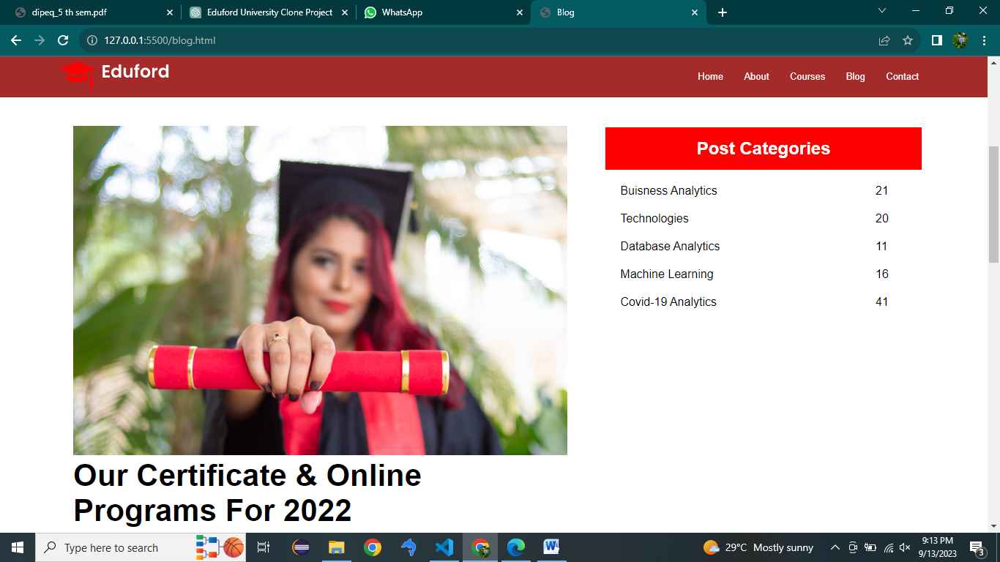 dipeq_5 th sem.pdf
Eduford University Clone Project
WhatsApp
Blog
127.0.0.1:5500/blog.html
Eduford
Home About Courses Blog Contact
Post Categories
Buisness Analytics 21
Technologies 20
Database Analytics 11
Machine Learning 16
Covid-19 Analytics 41
Our Certificate & Online
Programs For 2022
Type here to search
29°C Mostly sunny
9:13 PM
9/13/2023
3